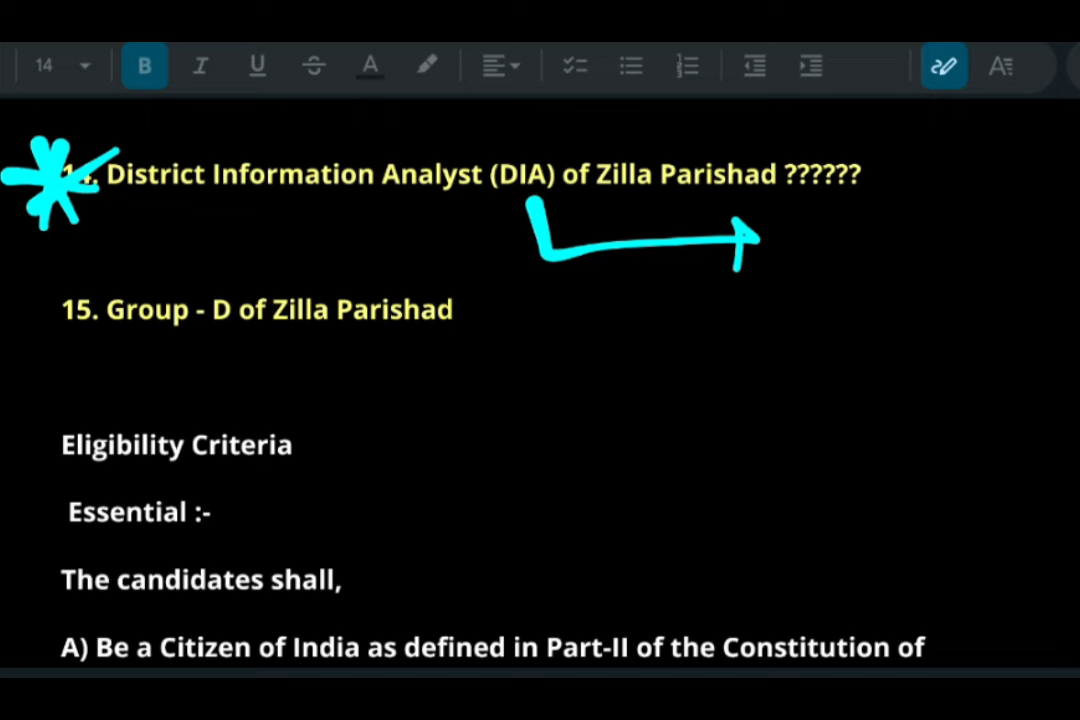 14
B I U A A
14. District Information Analyst (DIA) of Zilla Parishad ??????
15. Group - D of Zilla Parishad
Eligibility Criteria
Essential :-
The candidates shall,
A) Be a Citizen of India as defined in Part-II of the Constitution of